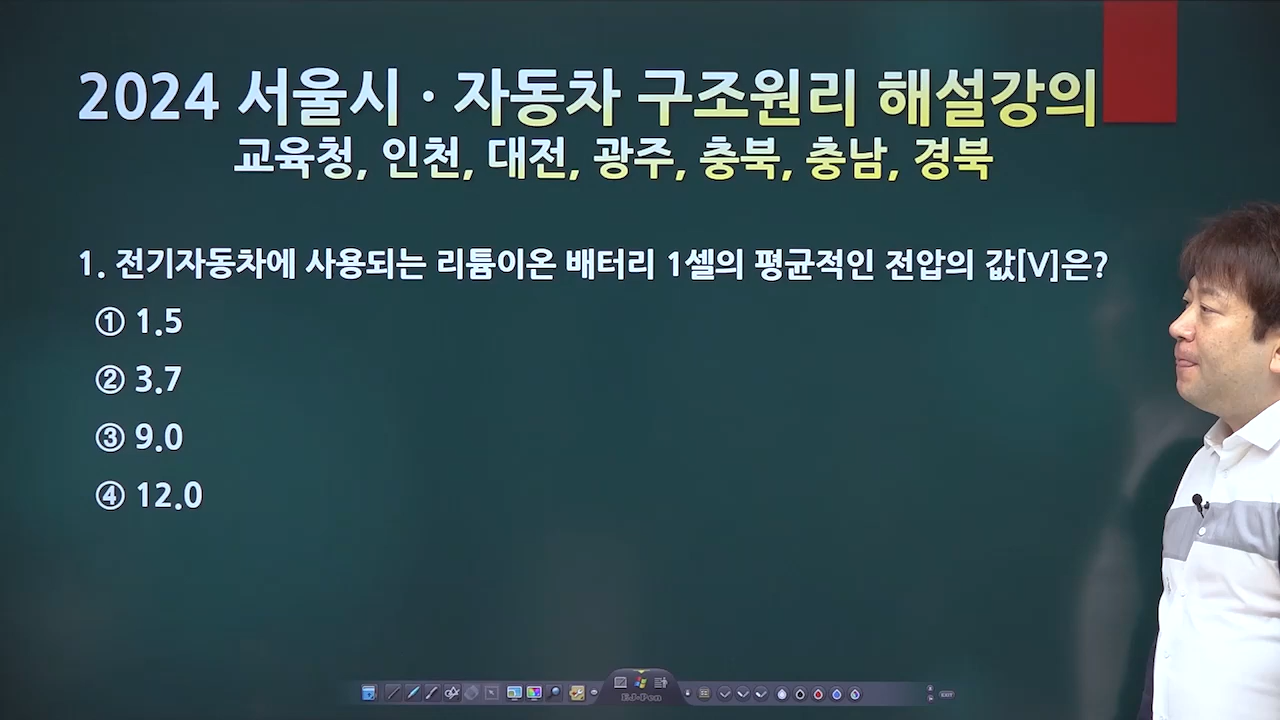 2024 서울시 · 자동차 구조원리 해설강의
교육청, 인천, 대전, 광주, 충북, 충남, 경북
1. 전기자동차에 사용되는 리튬이온 배터리 1셀의 평균적인 전압의 값[V]은?
① 1.5
② 3.7
③ 9.0
④ 12.0
EJ-Pen
EXIT